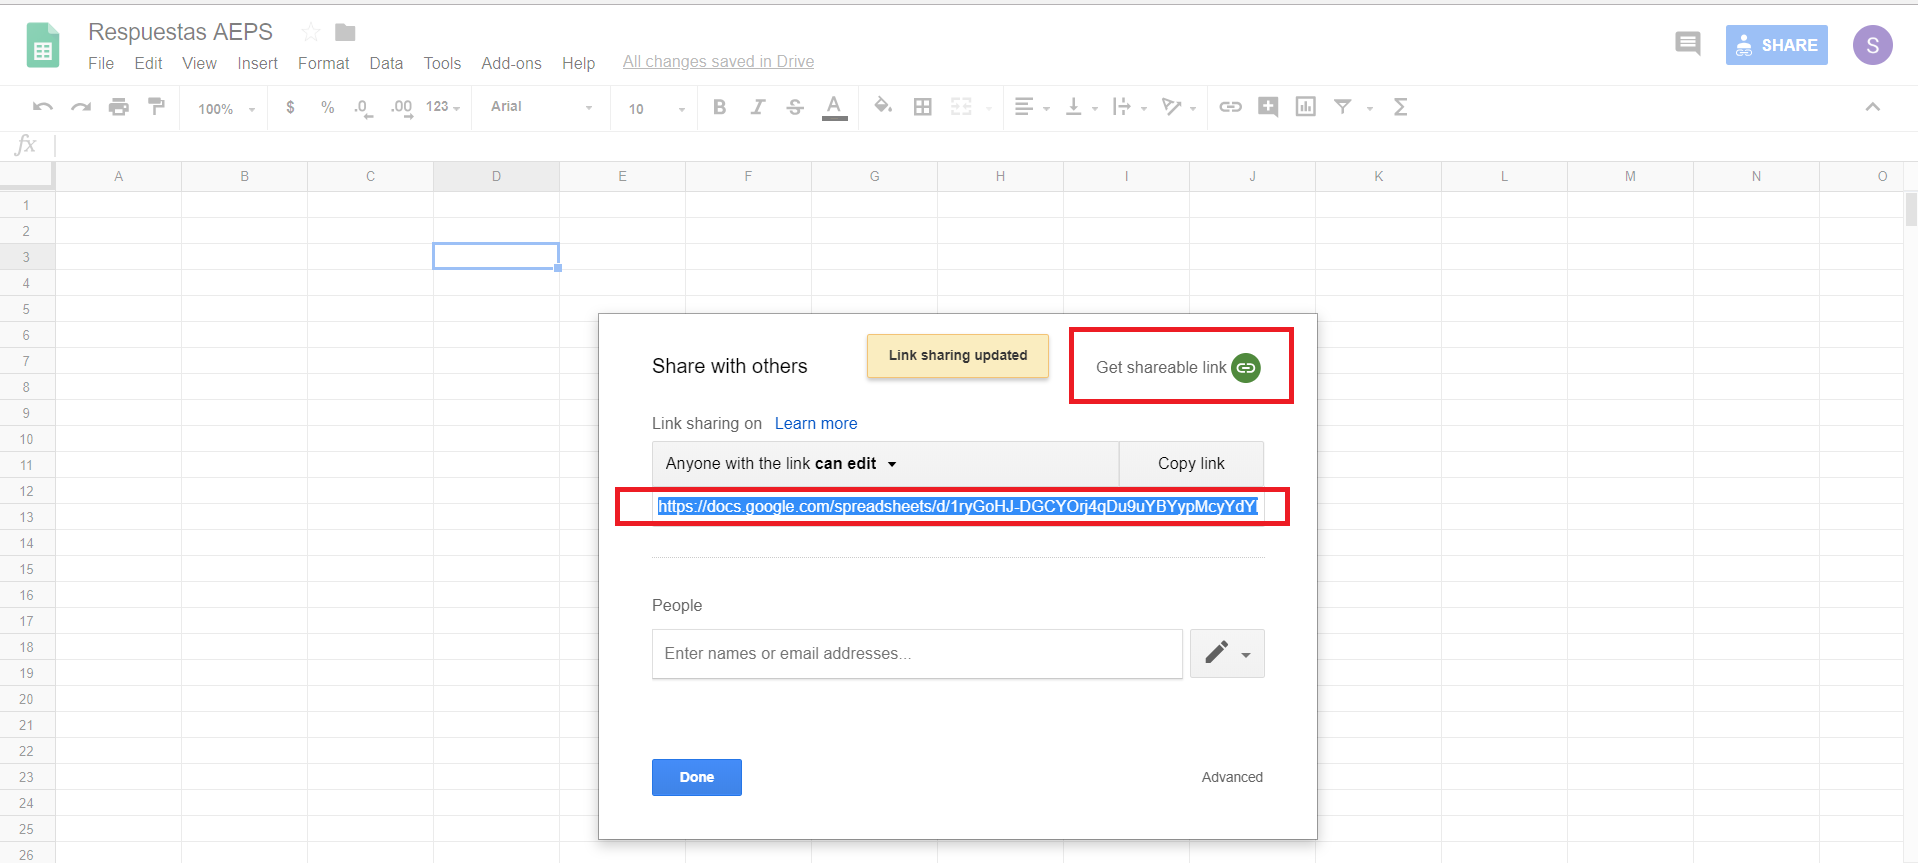 Respuestas AEPS
File Edit View Insert Format Data Tools Add-ons Help All changes saved in Drive
SHARE
S
100% $ % .0 .00 123 Arial 10 B I S A Σ
fx
A B C D E F G H I J K L M N O
1
2
3
4
5
6
7
8
9
10
11
12
13
14
15
16
17
18
19
20
21
22
23
24
25
26
Share with others
Link sharing updated
Get shareable link
Link sharing on Learn more
Anyone with the link can edit
Copy link
https://docs.google.com/spreadsheets/d/1ryGoHJ-DGCYOrj4qDu9uYBYypMcyYdY
People
Enter names or email addresses...
Done
Advanced